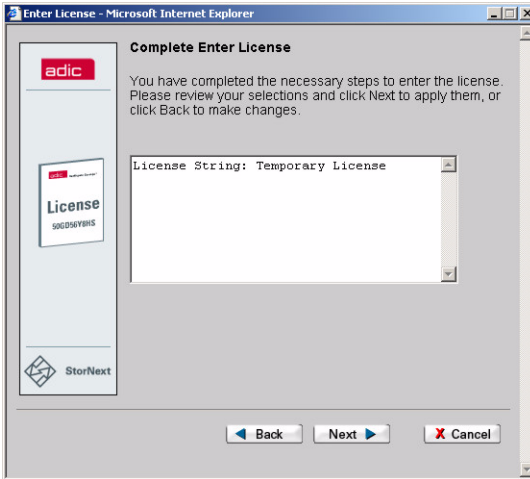 Enter License - Microsoft Internet Explorer
Complete Enter License
adic
You have completed the necessary steps to enter the license.
Please review your selections and click Next to apply them, or
click Back to make changes.
License String: Temporary License
adic
License
50GD56Y8HS
StorNext
Back
Next
X Cancel